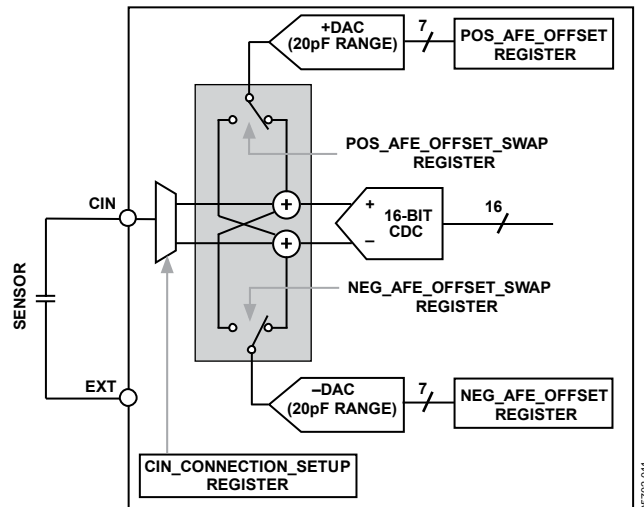 +DAC
(20pF RANGE)
7
POS_AFE_OFFSET
REGISTER
POS_AFE_OFFSET_SWAP
REGISTER
CIN
+
+
+
–
16-BIT
CDC
16
SENSOR
NEG_AFE_OFFSET_SWAP
REGISTER
EXT
–DAC
(20pF RANGE)
7
NEG_AFE_OFFSET
REGISTER
CIN_CONNECTION_SETUP
REGISTER